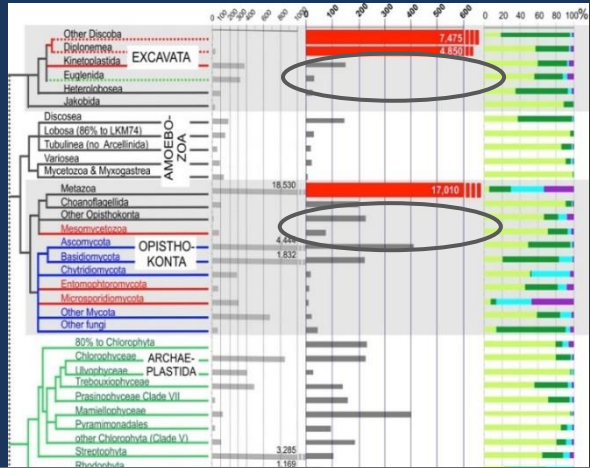 0 200 400 600 800 1000 0 100 200 300 400 500 600 0 20 40 60 80 100%
Other Discoba 7,475
Diplonemea 4,850
EXCAVATA
Kinetoplastida
Euglenida
Heterolobosea
Jakobida
Discosea
Lobosa (86% to LKM74)
Tubulinea (no Arcellinida)
Variosea
Mycetozoa & Myxogastrea
AMOEBO-
ZOA
Metazoa 18,530 17,010
Choanoflagellida
Other Opisthokonta
Mesomycetozoa
Ascomycota 4,444
OPISTHO-
KONTA
Basidiomycota 1,832
Chytridiomycota
Entomophtoromycota
Microsporidiomycota
Other Mycota
Other fungi
80% to Chlorophyta
Chlorophyceae
ARCHAE-
PLASTIDA
Ulvophyceae
Trebouxiophyceae
Prasinophyceae Clade VII
Mamiellophyceae
Pyramimonadales
other Chlorophyta (Clade V)
Streptophyta 3,285
Rhodophyta 1,169